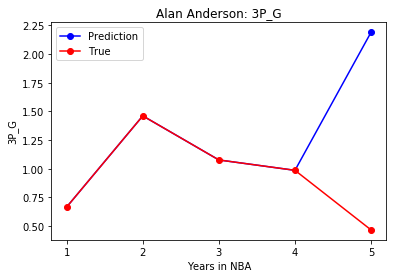 Alan Anderson: 3P_G
Prediction
True
3P_G
2.25
2.00
1.75
1.50
1.25
1.00
0.75
0.50
1 2 3 4 5
Years in NBA